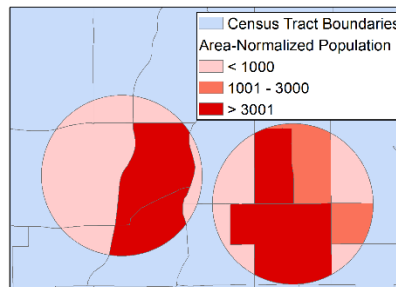 Census Tract Boundaries
Area-Normalized Population
< 1000
1001 - 3000
> 3001